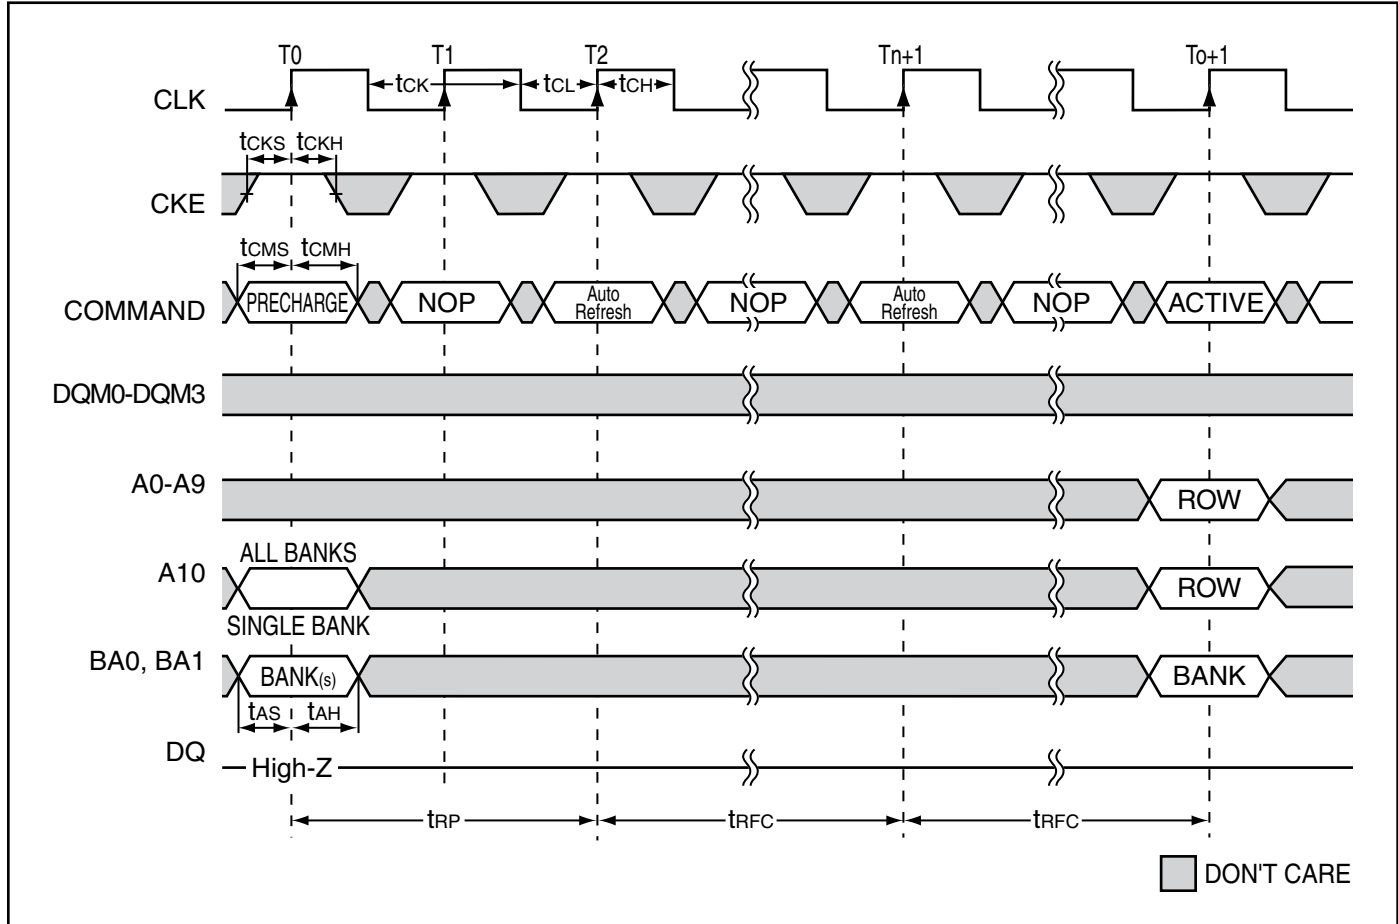 T0 T1 T2 Tn+1 To+1
CLK tCK tCL tCH
tCKS tCKH
CKE
tCMS tCMH
COMMAND PRECHARGE NOP Auto Refresh NOP Auto Refresh NOP ACTIVE
DQM0-DQM3
A0-A9 ROW
ALL BANKS
A10 ROW
SINGLE BANK
BA0, BA1 BANK(s) BANK
tAS tAH
DQ High-Z
tRP tRFC tRFC
DON'T CARE